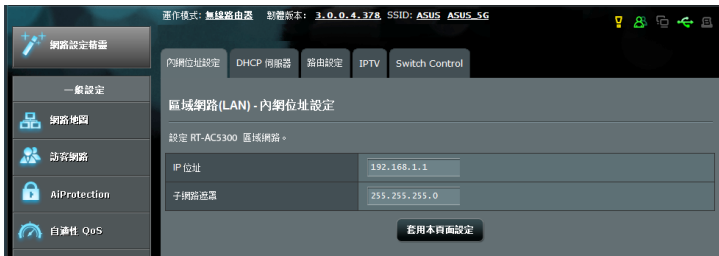 運作模式: 無線路由器 韌體版本: 3.0.0.4.378 SSID: ASUS ASUS_5G
網路設定精靈
內網位址設定 DHCP 伺服器 路由設定 IPTV Switch Control
一般設定
區域網路(LAN) - 內網位址設定
網路地圖
設定 RT-AC5300 區域網路。
訪客網路
IP 位址 192.168.1.1
AiProtection
子網路遮罩 255.255.255.0
自適性 QoS
套用本頁面設定